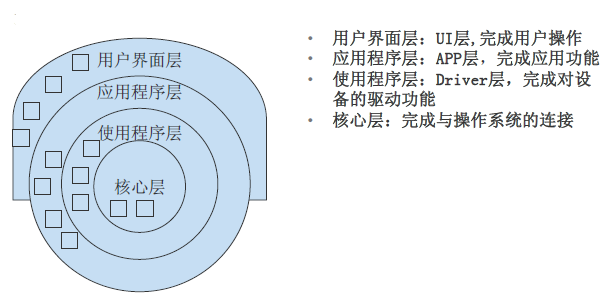 用户界面层
应用程序层
使用程序层
核心层
• 用户界面层：UI层,完成用户操作
• 应用程序层：APP层，完成应用功能
• 使用程序层：Driver层，完成对设
备的驱动功能
• 核心层：完成与操作系统的连接